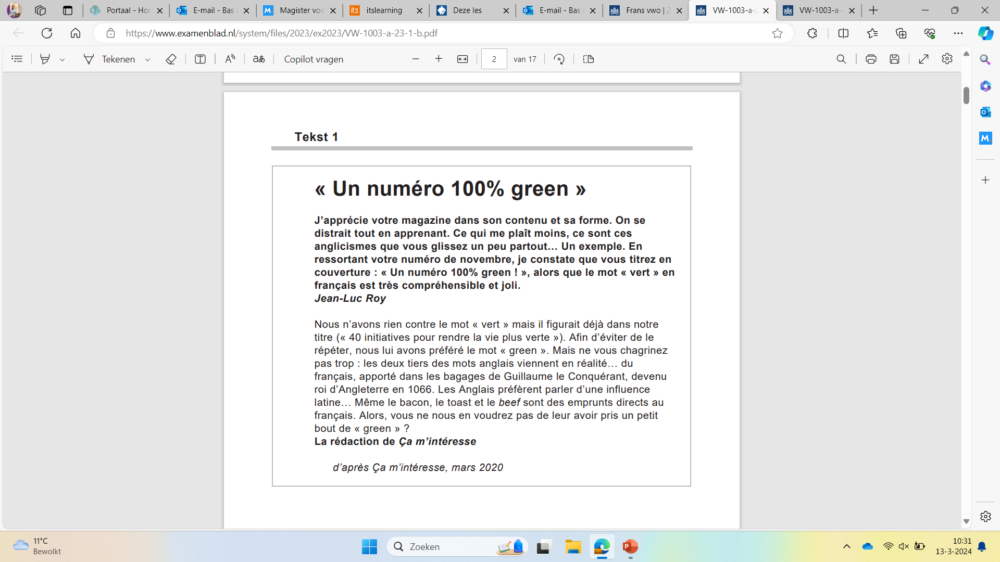 Portaal - Hor
E-mail - Bas
Magister voo
itslearning
Deze les
E-mail - Bas
Frans vwo | 2
VW-1003-a-2
VW-1003-a-2
https://www.examenblad.nl/system/files/2023/ex2023/VW-1003-a-23-1-b.pdf
Tekenen
Copilot vragen
2 van 17
Tekst 1
« Un numéro 100% green »
J’apprécie votre magazine dans son contenu et sa forme. On se
distrait tout en apprenant. Ce qui me plaît moins, ce sont ces
anglicismes que vous glissez un peu partout… Un exemple. En
ressortant votre numéro de novembre, je constate que vous titrez en
couverture : « Un numéro 100% green ! », alors que le mot « vert » en
français est très compréhensible et joli.
Jean-Luc Roy
Nous n’avons rien contre le mot « vert » mais il figurait déjà dans notre
titre (« 40 initiatives pour rendre la vie plus verte »). Afin d’éviter de le
répéter, nous lui avons préféré le mot « green ». Mais ne vous chagrinez
pas trop : les deux tiers des mots anglais viennent en réalité… du
français, apporté dans les bagages de Guillaume le Conquérant, devenu
roi d’Angleterre en 1066. Les Anglais préfèrent parler d’une influence
latine… Même le bacon, le toast et le beef sont des emprunts directs au
français. Alors, vous ne nous en voudrez pas de leur avoir pris un petit
bout de « green » ?
La rédaction de Ça m’intéresse
d’après Ça m’intéresse, mars 2020
11°C
Bewolkt
Zoeken
10:31
13-3-2024